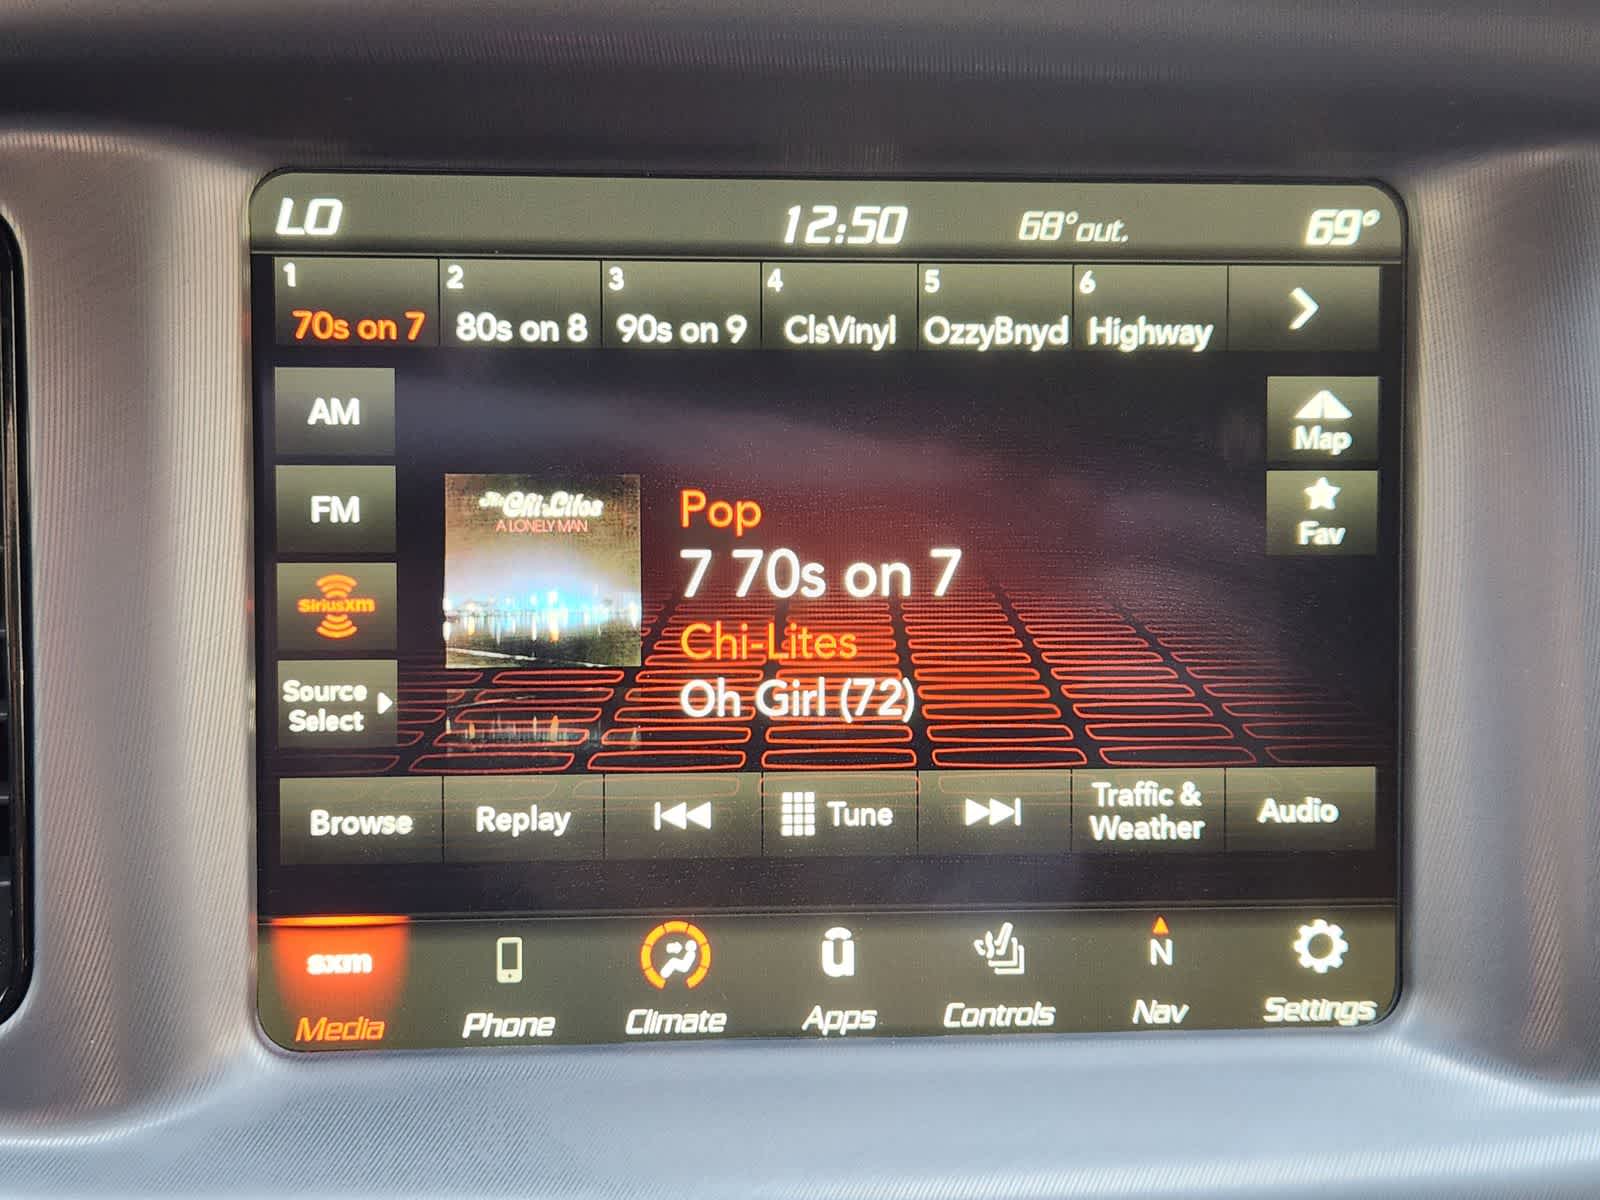 LO 12:50 68° out. 69°
1 2 3 4 5 6
70s on 7 80s on 8 90s on 9 ClsVinyl OzzyBnyd Highway
AM
Map
FM
Fav
The Chi-Lites
A LONELY MAN
Pop
7 70s on 7
SiriusXM
Chi-Lites
Oh Girl (72)
Source
Select
Browse Replay Tune Traffic &
Weather Audio
sxm N
Media Phone Climate Apps Controls Nav Settings